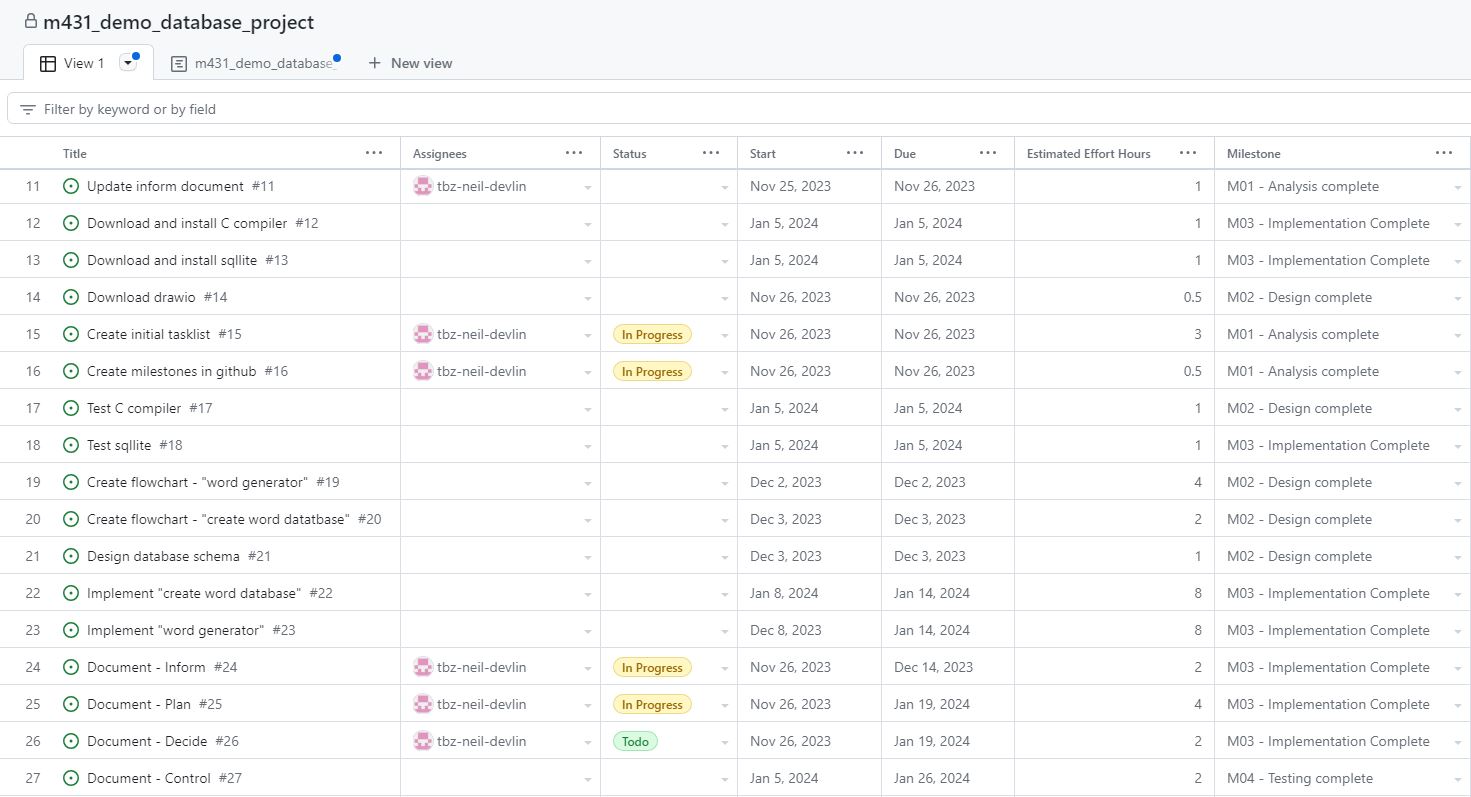 m431_demo_database_project
View 1 m431_demo_database_ New view
Filter by keyword or by field
Title Assignees Status Start Due Estimated Effort Hours Milestone
11 Update inform document #11 tbz-neil-devlin Nov 25, 2023 Nov 26, 2023 1 M01 - Analysis complete
12 Download and install C compiler #12 Jan 5, 2024 Jan 5, 2024 1 M03 - Implementation Complete
13 Download and install sqllite #13 Jan 5, 2024 Jan 5, 2024 1 M03 - Implementation Complete
14 Download drawio #14 Nov 26, 2023 Nov 26, 2023 0.5 M02 - Design complete
15 Create initial tasklist #15 tbz-neil-devlin In Progress Nov 26, 2023 Nov 26, 2023 3 M01 - Analysis complete
16 Create milestones in github #16 tbz-neil-devlin In Progress Nov 26, 2023 Nov 26, 2023 0.5 M01 - Analysis complete
17 Test C compiler #17 Jan 5, 2024 Jan 5, 2024 1 M02 - Design complete
18 Test sqllite #18 Jan 5, 2024 Jan 5, 2024 1 M03 - Implementation Complete
19 Create flowchart - "word generator" #19 Dec 2, 2023 Dec 2, 2023 4 M02 - Design complete
20 Create flowchart - "create word datatbase" #20 Dec 3, 2023 Dec 3, 2023 2 M02 - Design complete
21 Design database schema #21 Dec 3, 2023 Dec 3, 2023 1 M02 - Design complete
22 Implement "create word database" #22 Jan 8, 2024 Jan 14, 2024 8 M03 - Implementation Complete
23 Implement "word generator" #23 Dec 8, 2023 Jan 14, 2024 8 M03 - Implementation Complete
24 Document - Inform #24 tbz-neil-devlin In Progress Nov 26, 2023 Dec 14, 2023 2 M03 - Implementation Complete
25 Document - Plan #25 tbz-neil-devlin In Progress Nov 26, 2023 Jan 19, 2024 4 M03 - Implementation Complete
26 Document - Decide #26 tbz-neil-devlin Todo Nov 26, 2023 Jan 19, 2024 2 M03 - Implementation Complete
27 Document - Control #27 Jan 5, 2024 Jan 26, 2024 2 M04 - Testing complete